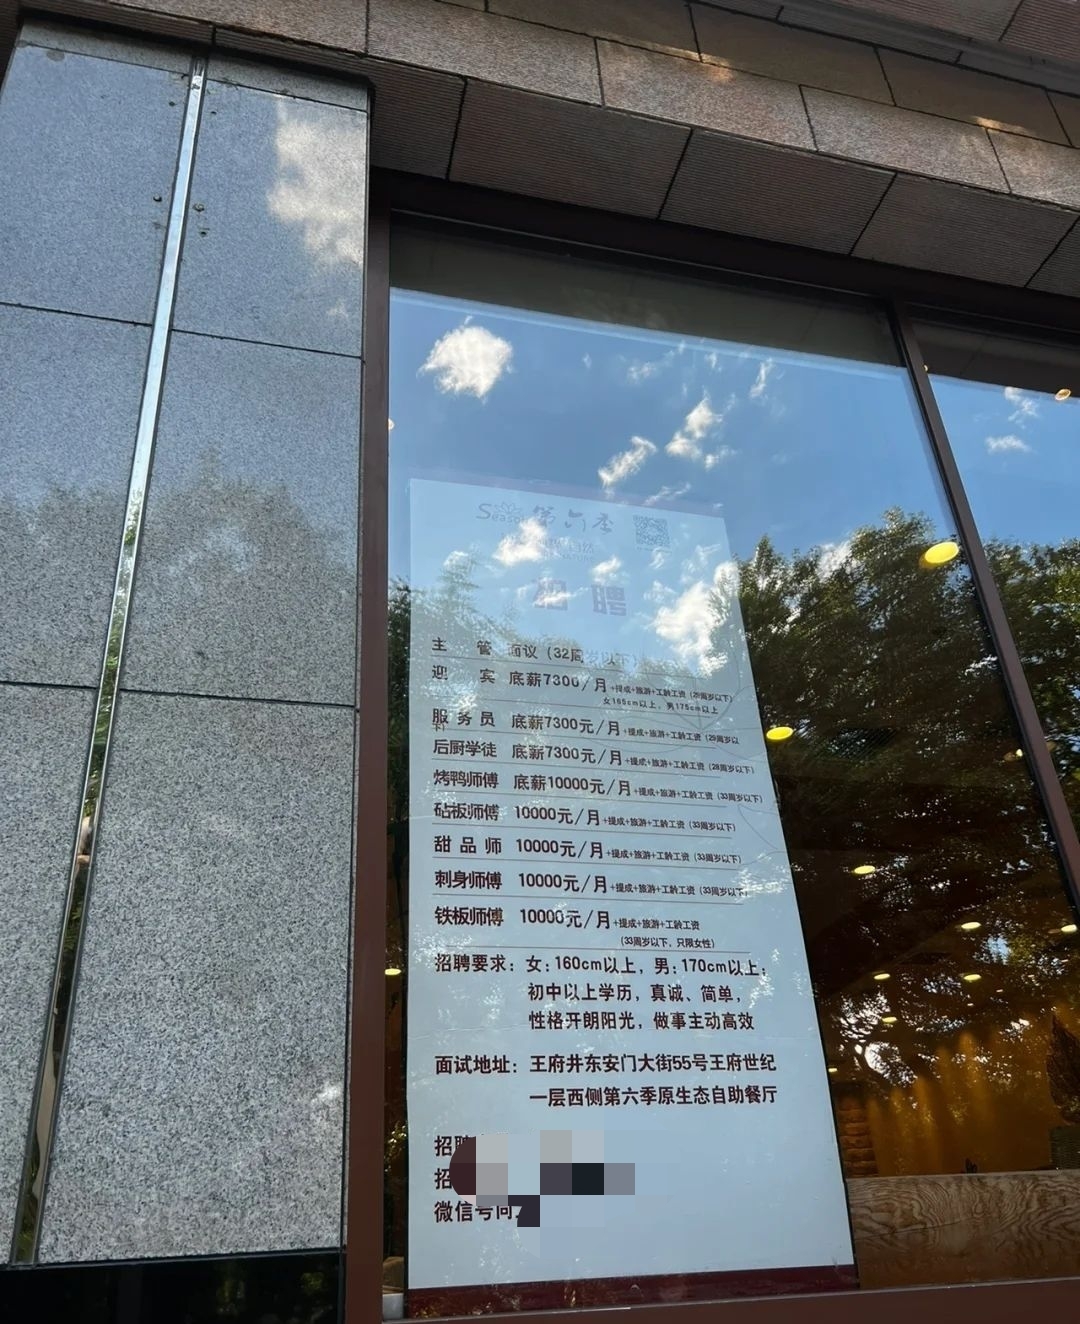 Seaso 第六季
招聘
主管 面议（32周岁以下）
迎宾 底薪7300/月+提成+旅游+工龄工资（28周岁以下）
女165cm以上，男175cm以上
服务员 底薪7300元/月+提成+旅游+工龄工资（29周岁以
下）
后厨学徒 底薪7300元/月+提成+旅游+工龄工资（28周岁以下）
烤鸭师傅 底薪10000元/月+提成+旅游+工龄工资（33周岁以下）
砧板师傅 10000元/月+提成+旅游+工龄工资（33周岁以下）
甜品师 10000元/月+提成+旅游+工龄工资（33周岁以下）
刺身师傅 10000元/月+提成+旅游+工龄工资（33周岁以下）
铁板师傅 10000元/月+提成+旅游+工龄工资
（33周岁以下，只限女性）
招聘要求：女：160cm以上，男：170cm以上；
初中以上学历，真诚、简单，
性格开朗阳光，做事主动高效
面试地址：王府井东安门大街55号王府世纪
一层西侧第六季原生态自助餐厅
招聘
招
微信号同